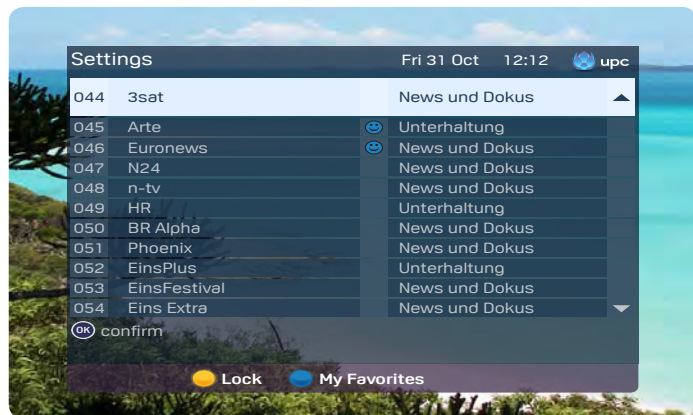 Settings Fri 31 Oct 12:12 upc
044 3sat News und Dokus
045 Arte Unterhaltung
046 Euronews News und Dokus
047 N24 News und Dokus
048 n-tv News und Dokus
049 HR Unterhaltung
050 BR Alpha News und Dokus
051 Phoenix News und Dokus
052 EinsPlus Unterhaltung
053 EinsFestival News und Dokus
054 Eins Extra News und Dokus
OK confirm
Lock My Favorites